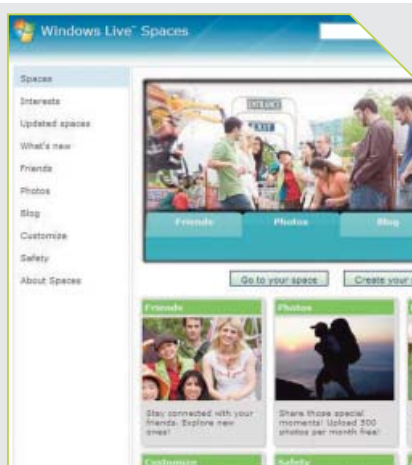 Windows Live™ Spaces
Spaces
Interests
Updated spaces
What's new
Friends
Photos
Blog
Customize
Safety
About Spaces
ENTRANCE
EXIT
Friends Photos Blog
Go to your space Create your
Friends
Stay connected with your
friends. Explore new
ones!
Photos
Share those special
moments! Upload 500
photos per month free!
Customize Safety